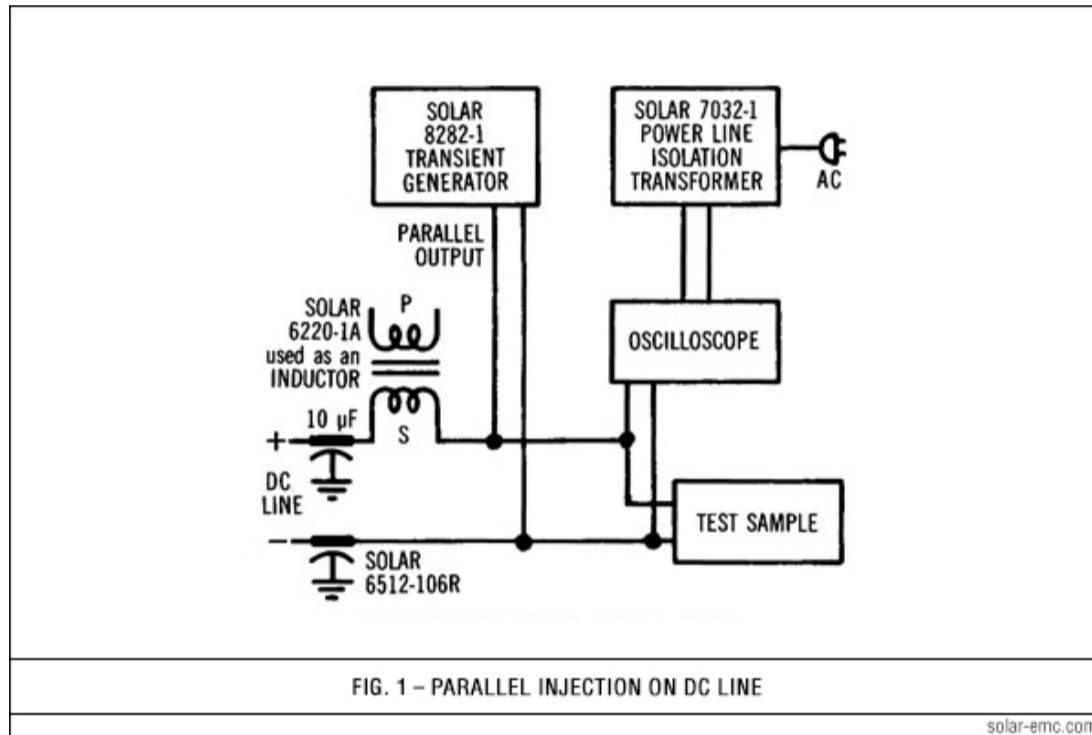 SOLAR
8282-1
TRANSIENT
GENERATOR
SOLAR 7032-1
POWER LINE
ISOLATION
TRANSFORMER
AC
PARALLEL
OUTPUT
SOLAR
6220-1A
used as an
INDUCTOR
P
S
OSCILLOSCOPE
10 µF
+
DC
LINE
−
SOLAR
6512-106R
TEST SAMPLE
FIG. 1 – PARALLEL INJECTION ON DC LINE
solar-emc.com